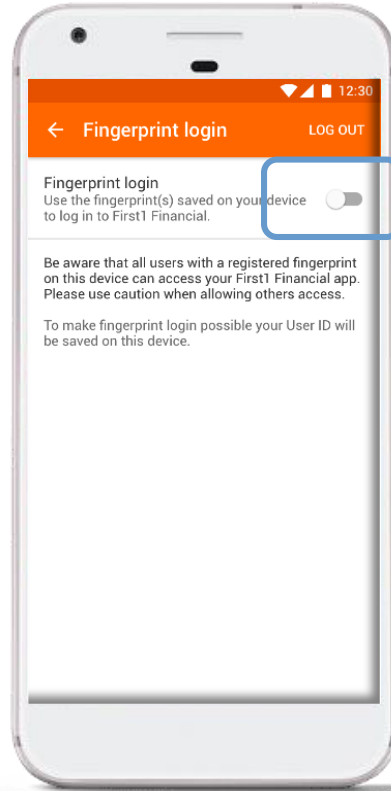 12:30
Fingerprint login LOG OUT
Fingerprint login
Use the fingerprint(s) saved on your device
to log in to First1 Financial.
Be aware that all users with a registered fingerprint
on this device can access your First1 Financial app.
Please use caution when allowing others access.
To make fingerprint login possible your User ID will
be saved on this device.